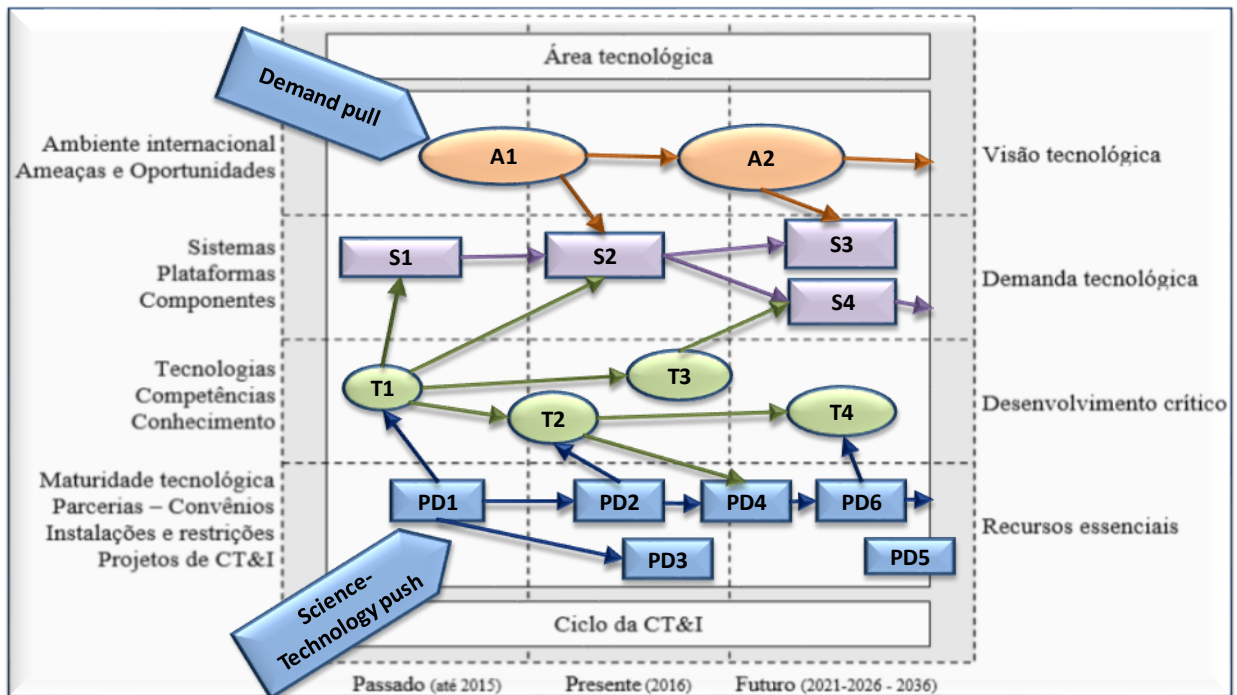 Área tecnológica
Demand pull
Ambiente internacional
Ameaças e Oportunidades
A1
A2
Visão tecnológica
Sistemas
Plataformas
Componentes
S1
S2
S3
S4
Demanda tecnológica
Tecnologias
Competências
Conhecimento
T1
T2
T3
T4
Desenvolvimento crítico
Maturidade tecnológica
Parcerias – Convênios
Instalações e restrições
Projetos de CT&I
PD1
PD2
PD4
PD6
PD3
PD5
Recursos essenciais
Science-
Technology push
Ciclo da CT&I
Passado (até 2015)
Presente (2016)
Futuro (2021-2026 - 2036)